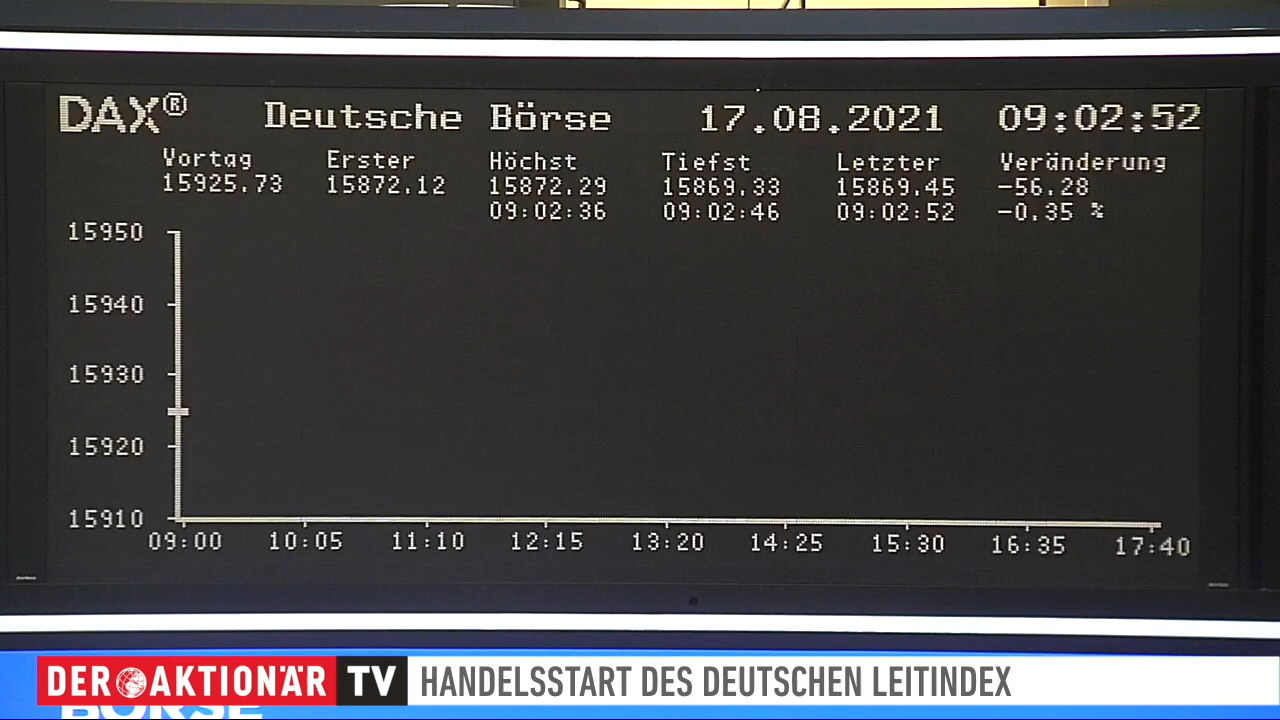 DAX® Deutsche Börse 17.08.2021 09:02:52
Vortag Erster Höchst Tiefst Letzter Veränderung
15925.73 15872.12 15872.29 15869.33 15869.45 -56.28
09:02:36 09:02:46 09:02:52 -0.35 %
15950
15940
15930
15920
15910
09:00 10:05 11:10 12:15 13:20 14:25 15:30 16:35 17:40
DER AKTIONÄR TV HANDELSSTART DES DEUTSCHEN LEITINDEX
BÖRSE